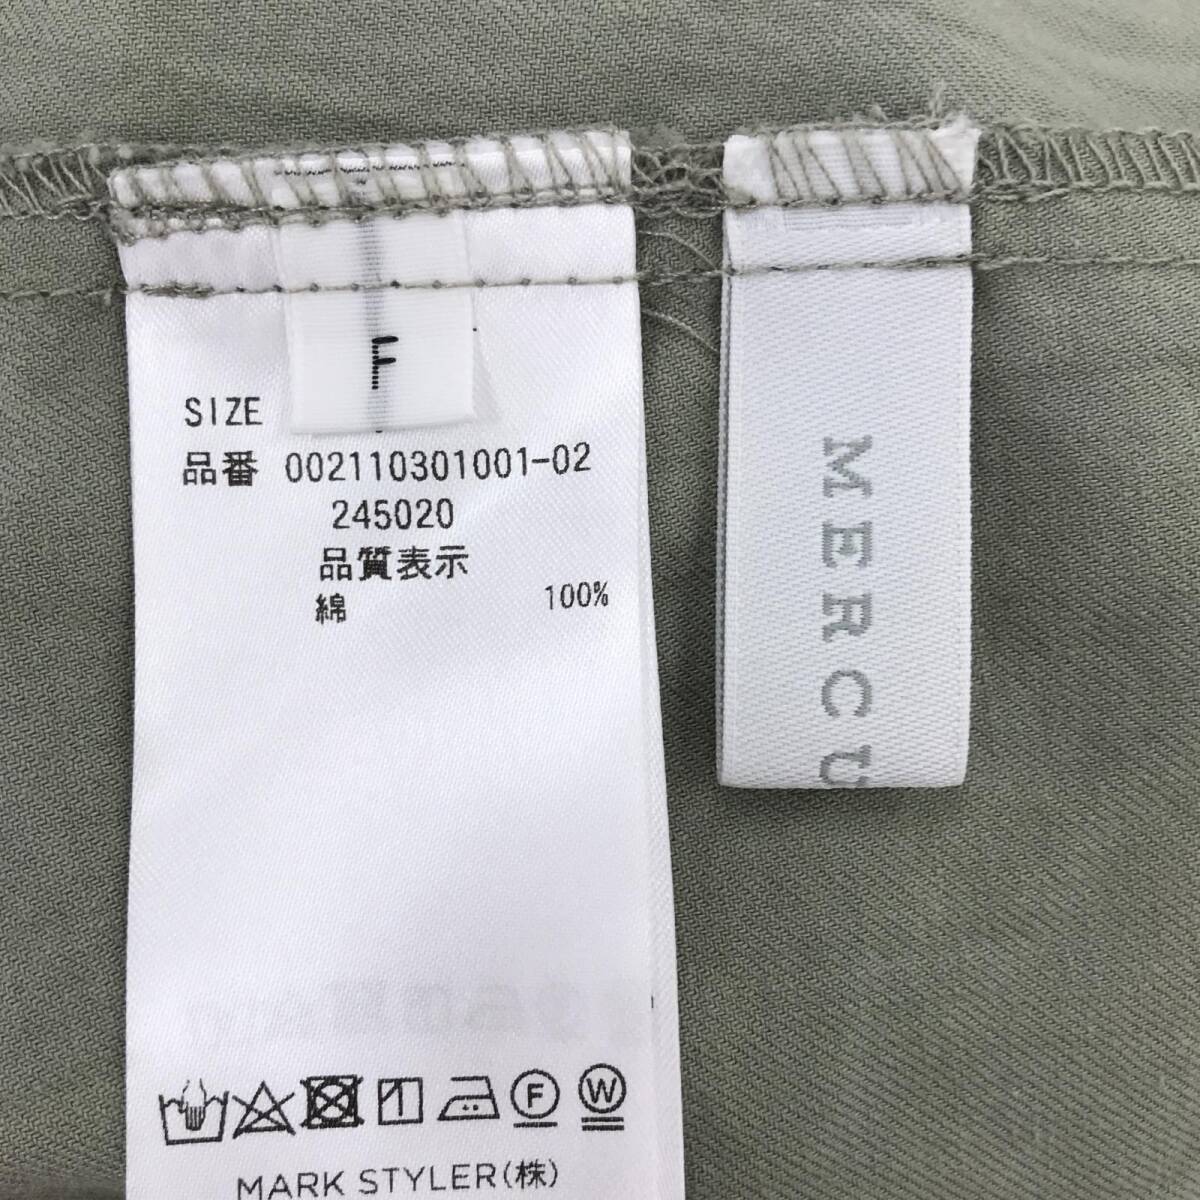 F
SIZE
品番 002110301001-02
245020
品質表示
綿 100%
F W
MARK STYLER(株)
MERCU